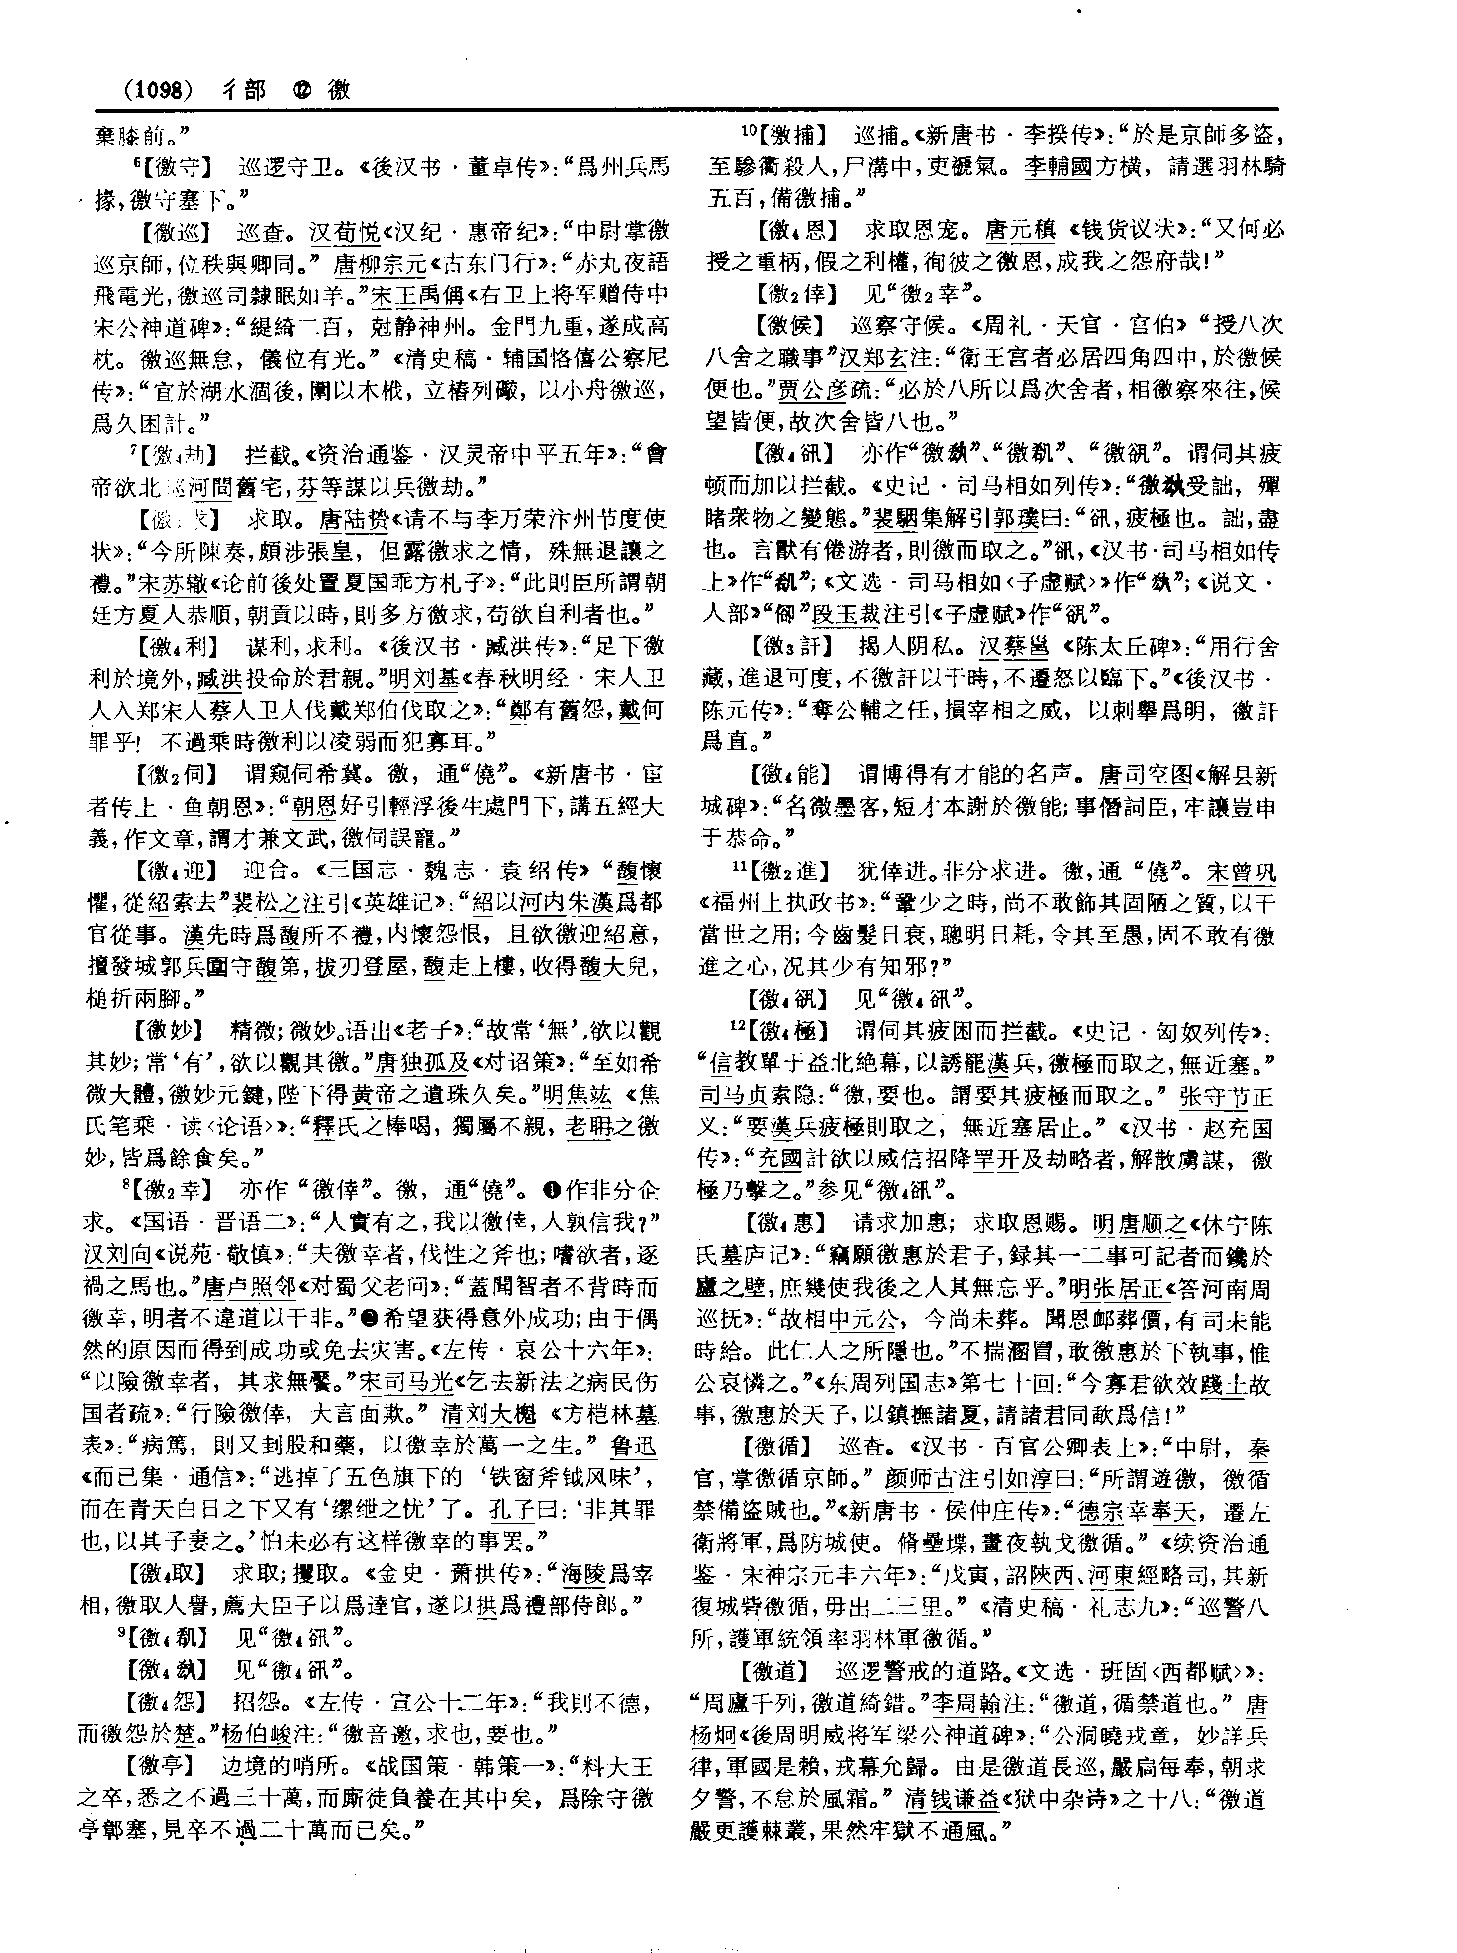 (1098) 彳部 ⑫ 徼
棄膝前。”
⁶【徼守】 巡逻守卫。《後汉书·董卓传》：“爲州兵馬
掾，徼守塞下。”
【徼巡】 巡查。汉荀悦《汉纪·惠帝纪》：“中尉掌徼
巡京師，位秩與卿同。”唐柳宗元《古东门行》：“赤丸夜語
飛電光，徼巡司隸眠如羊。”宋王禹偁《右卫上将军赠侍中
宋公神道碑》：“緹綺二百，尅静神州。金門九重，遂成高
枕。徼巡無怠，儀位有光。”《清史稿·辅国恪僖公察尼
传》：“宜於湖水涸後，圍以木栰，立樁列礮，以小舟徼巡，
爲久困計。”
⁷【徼₄劫】 拦截。《资治通鉴·汉灵帝中平五年》：“會
帝欲北巡河間舊宅，芬等謀以兵徼劫。”
【徼₄求】 求取。唐陆贽《请不与李万荣汴州节度使
状》：“今所陳奏，頗涉張皇，但露徼求之情，殊無退讓之
禮。”宋苏辙《论前後处置夏国乖方札子》：“此則臣所謂朝
廷方夏人恭順，朝貢以時，則多方徼求，苟欲自利者也。”
【徼₄利】 谋利，求利。《後汉书·臧洪传》：“足下徼
利於境外，臧洪投命於君親。”明刘基《春秋明经·宋人卫
人入郑宋人蔡人卫人伐戴郑伯伐取之》：“鄭有舊怨，戴何
罪乎！不過乘時徼利以凌弱而犯寡耳。”
【徼₂伺】 谓窥伺希冀。徼，通“僥”。《新唐书·宦
者传上·鱼朝恩》：“朝恩好引輕浮後生處門下，講五經大
義，作文章，謂才兼文武，徼伺誤寵。”
【徼₄迎】 迎合。《三国志·魏志·袁绍传》“馥懷
懼，從紹索去”裴松之注引《英雄记》：“紹以河内朱漢爲都
官從事。漢先時爲馥所不禮，内懷怨恨，且欲徼迎紹意，
擅發城郭兵圍守馥第，拔刃登屋，馥走上樓，收得馥大兒，
槌折兩腳。”
【徼妙】 精微；微妙。语出《老子》：“故常‘無’，欲以觀
其妙；常‘有’，欲以觀其徼。”唐独孤及《对诏策》：“至如希
微大體，徼妙元鍵，陛下得黄帝之遺珠久矣。”明焦竑《焦
氏笔乘·读〈论语〉》：“釋氏之棒喝，獨屬不親，老聃之徼
妙，皆爲餘食矣。”
⁸【徼₂幸】 亦作“徼倖”。徼，通“僥”。❶作非分企
求。《国语·晋语二》：“人實有之，我以徼倖，人孰信我？”
汉刘向《说苑·敬慎》：“夫徼幸者，伐性之斧也；嗜欲者，逐
禍之馬也。”唐卢照邻《对蜀父老问》：“蓋聞智者不背時而
徼幸，明者不違道以干非。”❷希望获得意外成功；由于偶
然的原因而得到成功或免去灾害。《左传·哀公十六年》：
“以險徼幸者，其求無饜。”宋司马光《乞去新法之病民伤
国者疏》：“行險徼倖，大言面欺。”清刘大櫆《方桤林墓
表》：“病篤，則又刲股和藥，以徼幸於萬一之生。”鲁迅
《而已集·通信》：“逃掉了五色旗下的‘铁窗斧钺风味’，
而在青天白日之下又有‘缧绁之忧’了。孔子曰：‘非其罪
也，以其子妻之。’怕未必有这样徼幸的事罢。”
【徼₄取】 求取；攫取。《金史·萧拱传》：“海陵爲宰
相，徼取人譽，薦大臣子以爲達官，遂以拱爲禮部侍郎。”
⁹【徼₄】 见“徼₄䧟”。
【徼₄】 见“徼₄”。
【徼₄怨】 招怨。《左传·宣公十二年》：“我則不德，
而徼怨於楚。”杨伯峻注：“徼音邀，求也，要也。”
【徼亭】 边境的哨所。《战国策·韩策一》：“料大王
之卒，悉之不過三十萬，而廝徒負養在其中矣，爲除守徼
亭鄣塞，見卒不過二十萬而已矣。”
¹⁰【徼捕】 巡捕。《新唐书·李揆传》：“於是京師多盜，
至驂衢殺人，尸溝中，吏褫氣。李輔國方横，請選羽林騎
五百，備徼捕。”
【徼₄恩】 求取恩宠。唐元稹《钱货议状》：“又何必
授之重柄，假之利權，徇彼之徼恩，成我之怨府哉！”
【徼₂倖】 见“徼₂幸”。
【徼候】 巡察守候。《周礼·天官·宫伯》“授八次
八舍之職事”汉郑玄注：“衛王宫者必居四角四中，於徼候
便也。”贾公彦疏：“必於八所以爲次舍者，相徼察來往，候
望皆便，故次舍皆八也。”
【徼₄】 亦作“徼”、“徼”、“徼”。谓伺其疲
顿而加以拦截。《史记·司马相如列传》：“徼受詘，殫
睹衆物之變態。”裴駰集解引郭璞曰：“，疲極也。詘，盡
也。言獸有倦游者，則徼而取之。”，《汉书·司马相如传
上》作“”；《文选·司马相如〈子虚赋〉》作“”；《说文·
人部》“”段玉裁注引《子虚赋》作“”。
【徼₃訐】 揭人阴私。汉蔡邕《陈太丘碑》：“用行舍
藏，進退可度，不徼訐以干時，不遷怒以臨下。”《後汉书·
陈元传》：“奪公輔之任，損宰相之威，以刺舉爲明，徼訐
爲直。”
【徼₄能】 谓博得有才能的名声。唐司空图《解县新
城碑》：“名微墨客，短才本謝於徼能；事僭詞臣，牢讓豈申
于恭命。”
¹¹【徼₂進】 犹倖进。非分求进。徼，通“僥”。宋曾巩
《福州上执政书》：“鞏少之時，尚不敢飾其固陋之質，以干
當世之用；今齒髮日衰，聰明日耗，令其至愚，固不敢有徼
進之心，况其少有知邪？”
【徼₄】 见“徼₄”。
¹²【徼₄極】 谓伺其疲困而拦截。《史记·匈奴列传》：
“信教單于益北絶幕，以誘罷漢兵，徼極而取之，無近塞。”
司马贞索隐：“徼，要也。謂要其疲極而取之。”张守节正
义：“要漢兵疲極則取之，無近塞居止。”《汉书·赵充国
传》：“充國計欲以威信招降罕开及劫略者，解散虜謀，徼
極乃擊之。”参见“徼₄”。
【徼₄惠】 请求加惠；求取恩赐。明唐顺之《休宁陈
氏墓庐记》：“竊願徼惠於君子，録其一二事可記者而鑱於
廬之壁，庶幾使我後之人其無忘乎。”明张居正《答河南周
巡抚》：“故相中元公，今尚未葬。聞恩䘏葬價，有司未能
時給。此仁人之所隱也。”不揣溷冒，敢徼惠於下執事，惟
公哀憐之。”《东周列国志》第七十回：“今寡君欲效踐土故
事，徼惠於天子，以鎮撫諸夏，請諸君同歃爲信！”
【徼循】 巡查。《汉书·百官公卿表上》：“中尉，秦
官，掌徼循京師。”颜师古注引如淳曰：“所謂遊徼，徼循
禁備盜賊也。”《新唐书·侯仲庄传》：“德宗幸奉天，遷左
衛將軍，爲防城使。脩壘堞，晝夜執戈徼循。”《续资治通
鉴·宋神宗元丰六年》：“戊寅，詔陝西、河東經略司，其新
復城砦徼循，毋出二三里。”《清史稿·礼志九》：“巡警八
所，護軍統領率羽林軍徼循。”
【徼道】 巡逻警戒的道路。《文选·班固〈西都赋〉》：
“周廬千列，徼道綺錯。”李周翰注：“徼道，循禁道也。”唐
杨炯《後周明威将军梁公神道碑》：“公洞曉戎章，妙詳兵
律，軍國是賴，戎幕允歸。由是徼道長巡，嚴扃每奉，朝求
夕警，不怠於風霜。”清钱谦益《狱中杂诗》之十八：“徼道
嚴更護棘叢，果然牢獄不通風。”